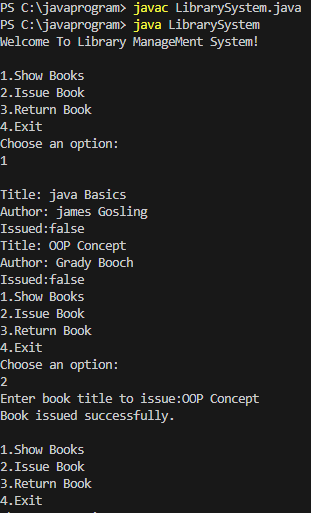 PS C:\javaprogram> javac LibrarySystem.java
PS C:\javaprogram> java LibrarySystem
Welcome To Library ManageMent System!

1.Show Books
2.Issue Book
3.Return Book
4.Exit
Choose an option:
1

Title: java Basics
Author: james Gosling
Issued:false
Title: OOP Concept
Author: Grady Booch
Issued:false
1.Show Books
2.Issue Book
3.Return Book
4.Exit
Choose an option:
2
Enter book title to issue:OOP Concept
Book issued successfully.

1.Show Books
2.Issue Book
3.Return Book
4.Exit